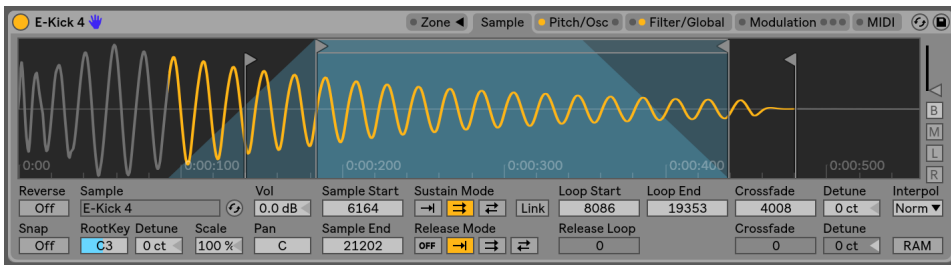 E-Kick 4 Zone Sample Pitch/Osc Filter/Global Modulation MIDI
B
M
L
R
0:00 0:00:100 0:00:200 0:00:300 0:00:400 0:00:500
Reverse Sample Vol Sample Start Sustain Mode Loop Start Loop End Crossfade Detune Interpol
Off E-Kick 4 0.0 dB 6164 Link 8086 19353 4008 0 ct Norm
Snap RootKey Detune Scale Pan Sample End Release Mode Release Loop Crossfade Detune
Off C3 0 ct 100 % C 21202 OFF 0 0 0 ct RAM